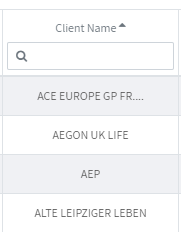 Client Name
ACE EUROPE GP FR....
AEGON UK LIFE
AEP
ALTE LEIPZIGER LEBEN